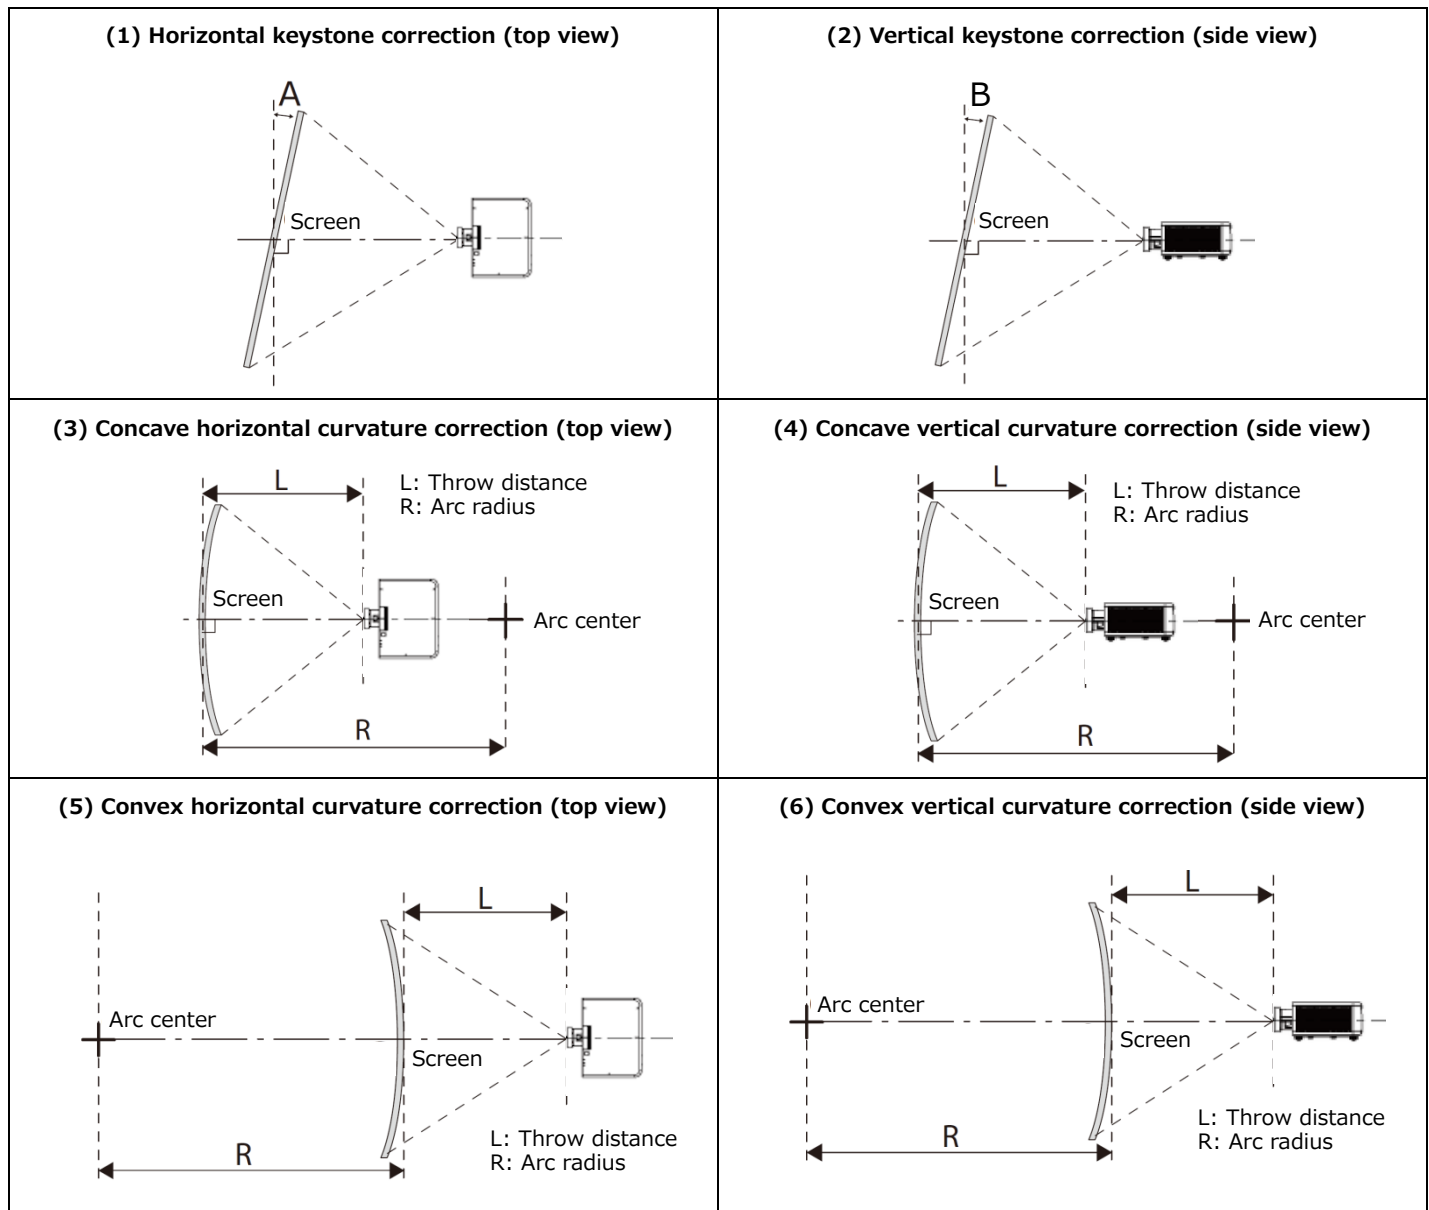 (1) Horizontal keystone correction (top view)
A
Screen
(2) Vertical keystone correction (side view)
B
Screen
(3) Concave horizontal curvature correction (top view)
L
L: Throw distance
R: Arc radius
Screen
Arc center
R
(4) Concave vertical curvature correction (side view)
L
L: Throw distance
R: Arc radius
Screen
Arc center
R
(5) Convex horizontal curvature correction (top view)
L
Arc center
Screen
R
L: Throw distance
R: Arc radius
(6) Convex vertical curvature correction (side view)
L
Arc center
Screen
R
L: Throw distance
R: Arc radius